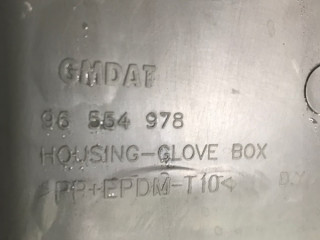 GMDAT
96 554 978
HOUSING-GLOVE BOX
>PP+EPDM-T10<